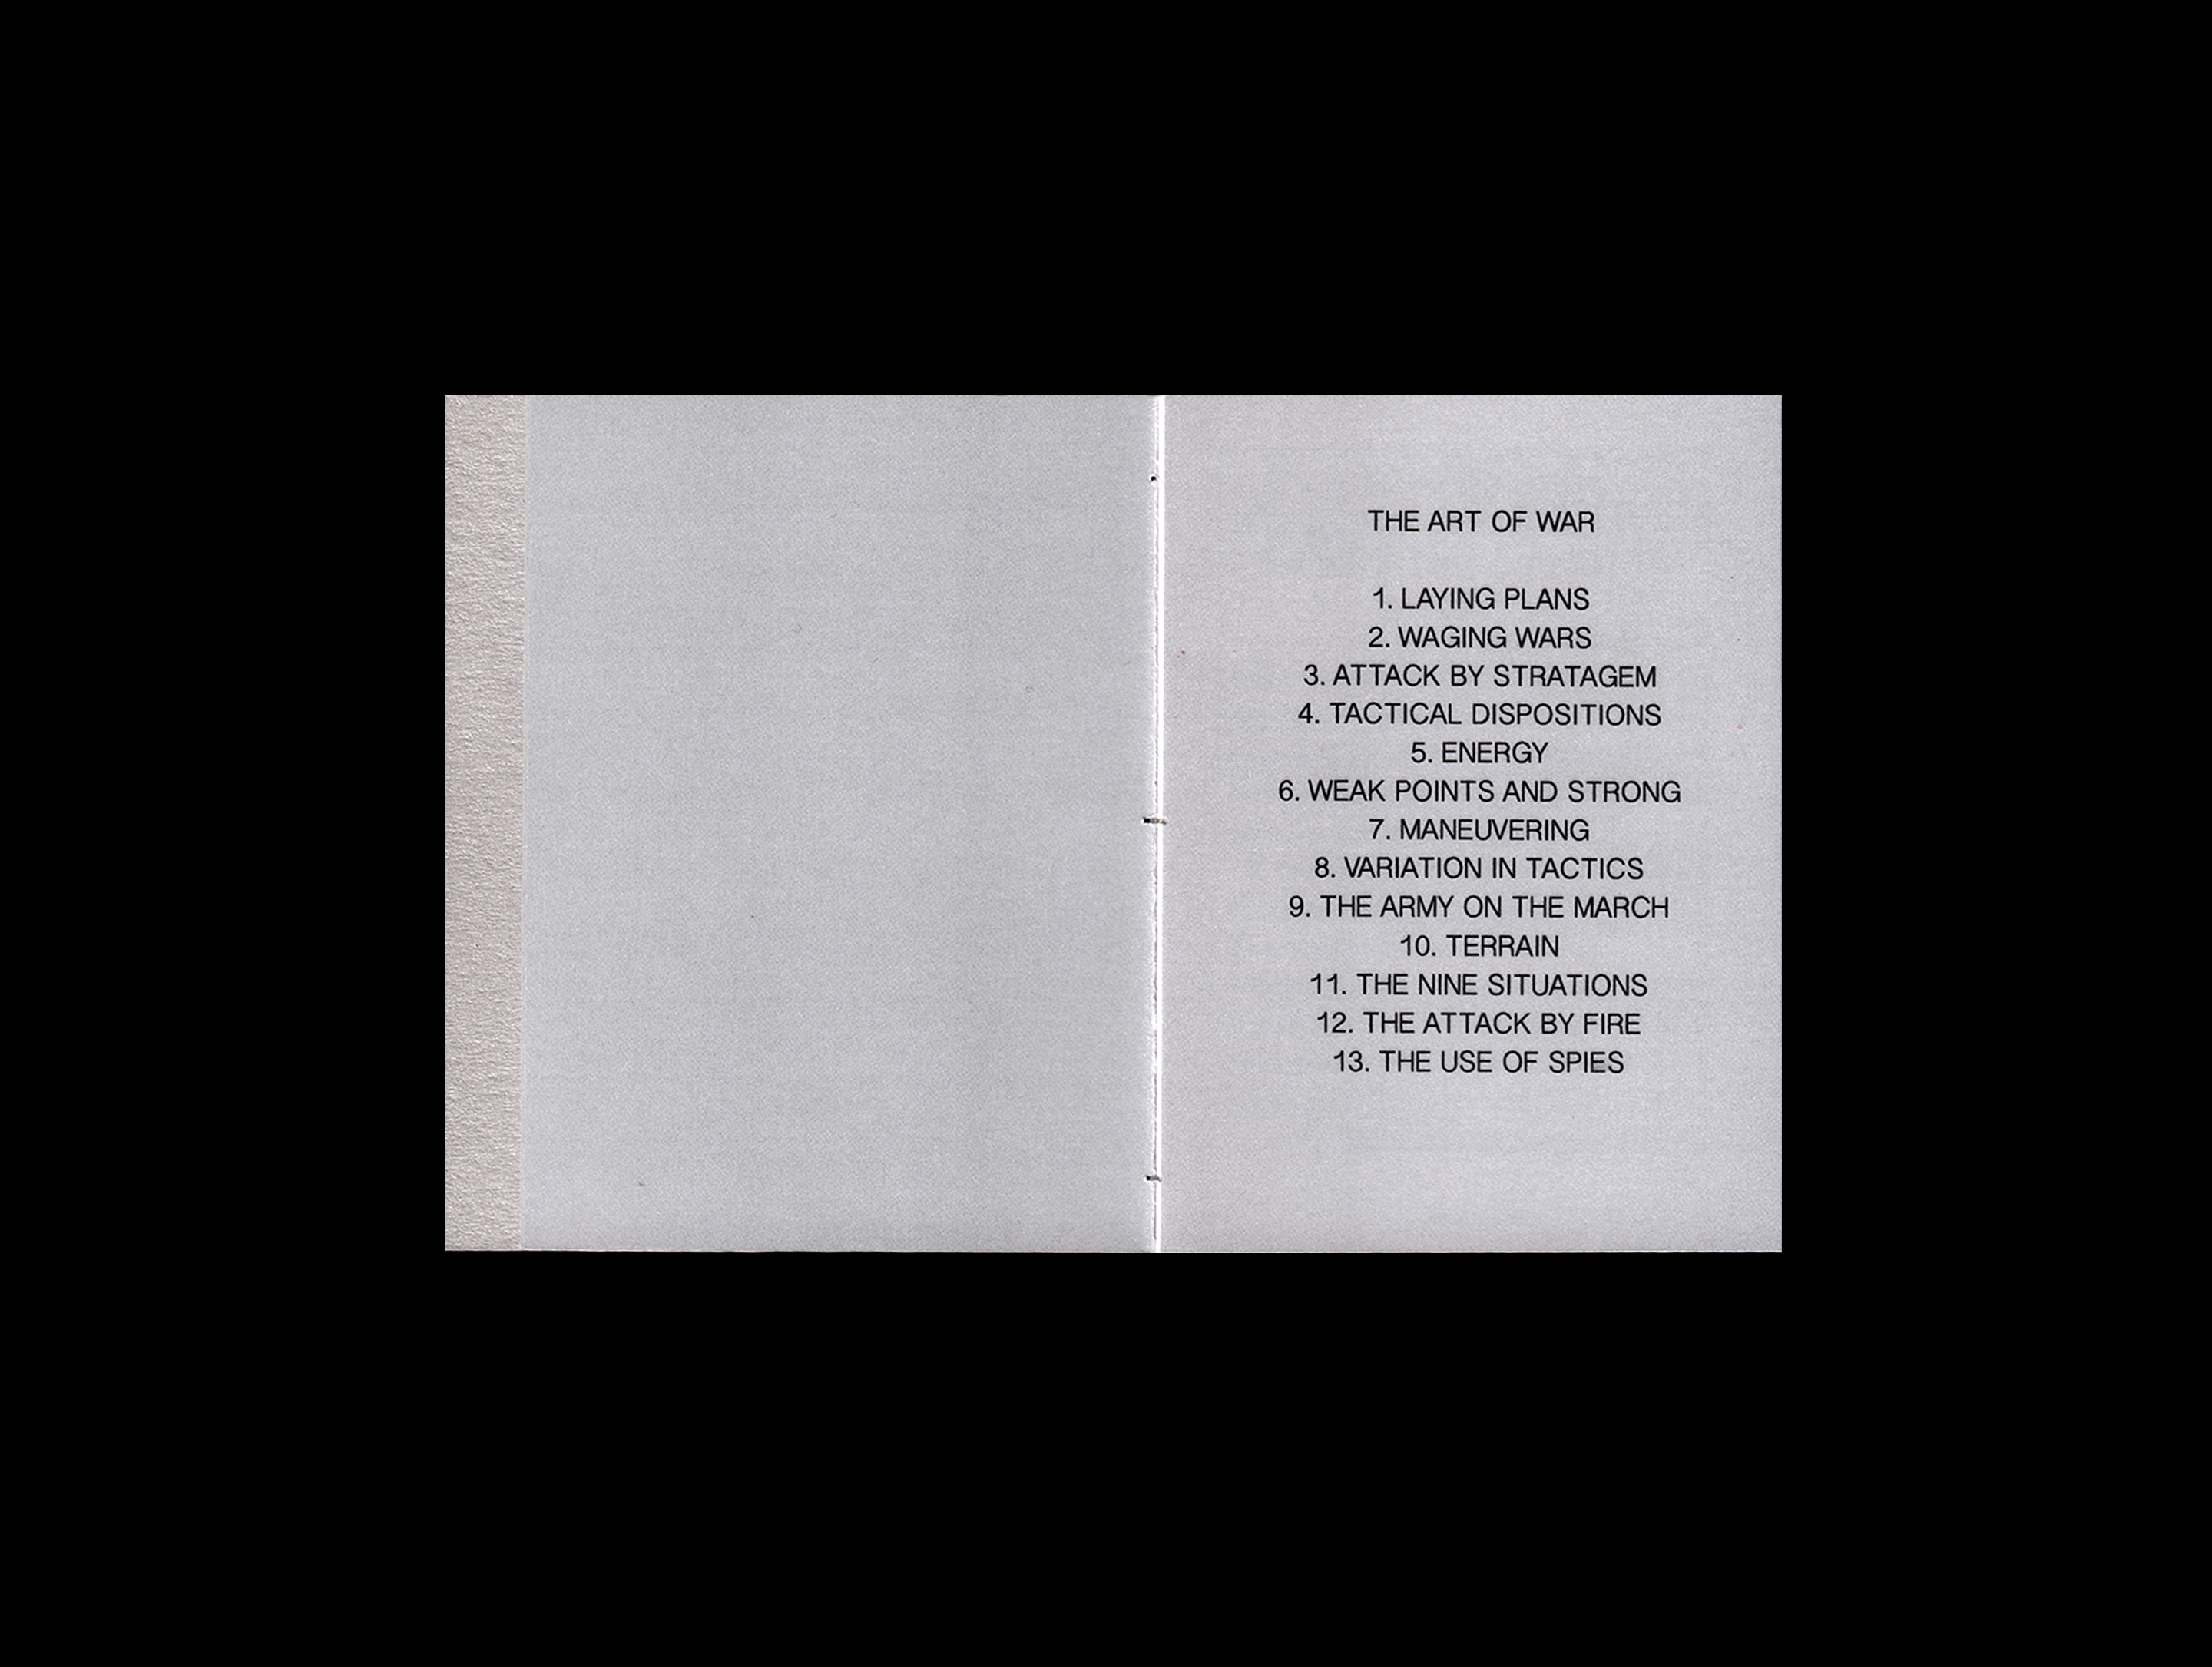 THE ART OF WAR
1. LAYING PLANS
2. WAGING WARS
3. ATTACK BY STRATAGEM
4. TACTICAL DISPOSITIONS
5. ENERGY
6. WEAK POINTS AND STRONG
7. MANEUVERING
8. VARIATION IN TACTICS
9. THE ARMY ON THE MARCH
10. TERRAIN
11. THE NINE SITUATIONS
12. THE ATTACK BY FIRE
13. THE USE OF SPIES